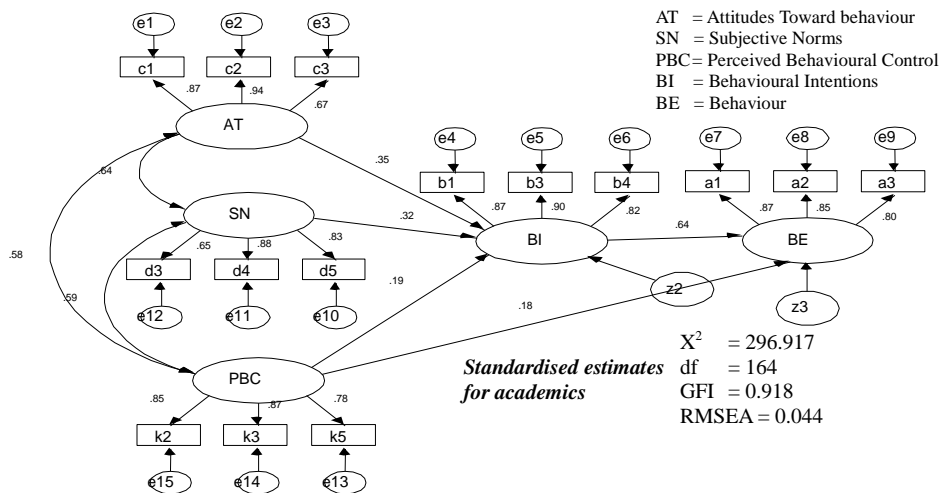 e1 e2 e3
c1 c2 c3
.87 .94 .67
AT
AT = Attitudes Toward behaviour
SN = Subjective Norms
PBC= Perceived Behavioural Control
BI = Behavioural Intentions
BE = Behaviour
e4 e5 e6 e7 e8 e9
b1 b3 b4 a1 a2 a3
.87 .90 .82 .87 .85 .80
.35
.64
SN
.32
BI
.64
BE
.65 .88 .83
d3 d4 d5
e12 e11 e10
.58
.59
.19
.18
z2
z3
PBC
.85 .87 .78
k2 k3 k5
e15 e14 e13
Standardised estimates
for academics
X² = 296.917
df = 164
GFI = 0.918
RMSEA = 0.044